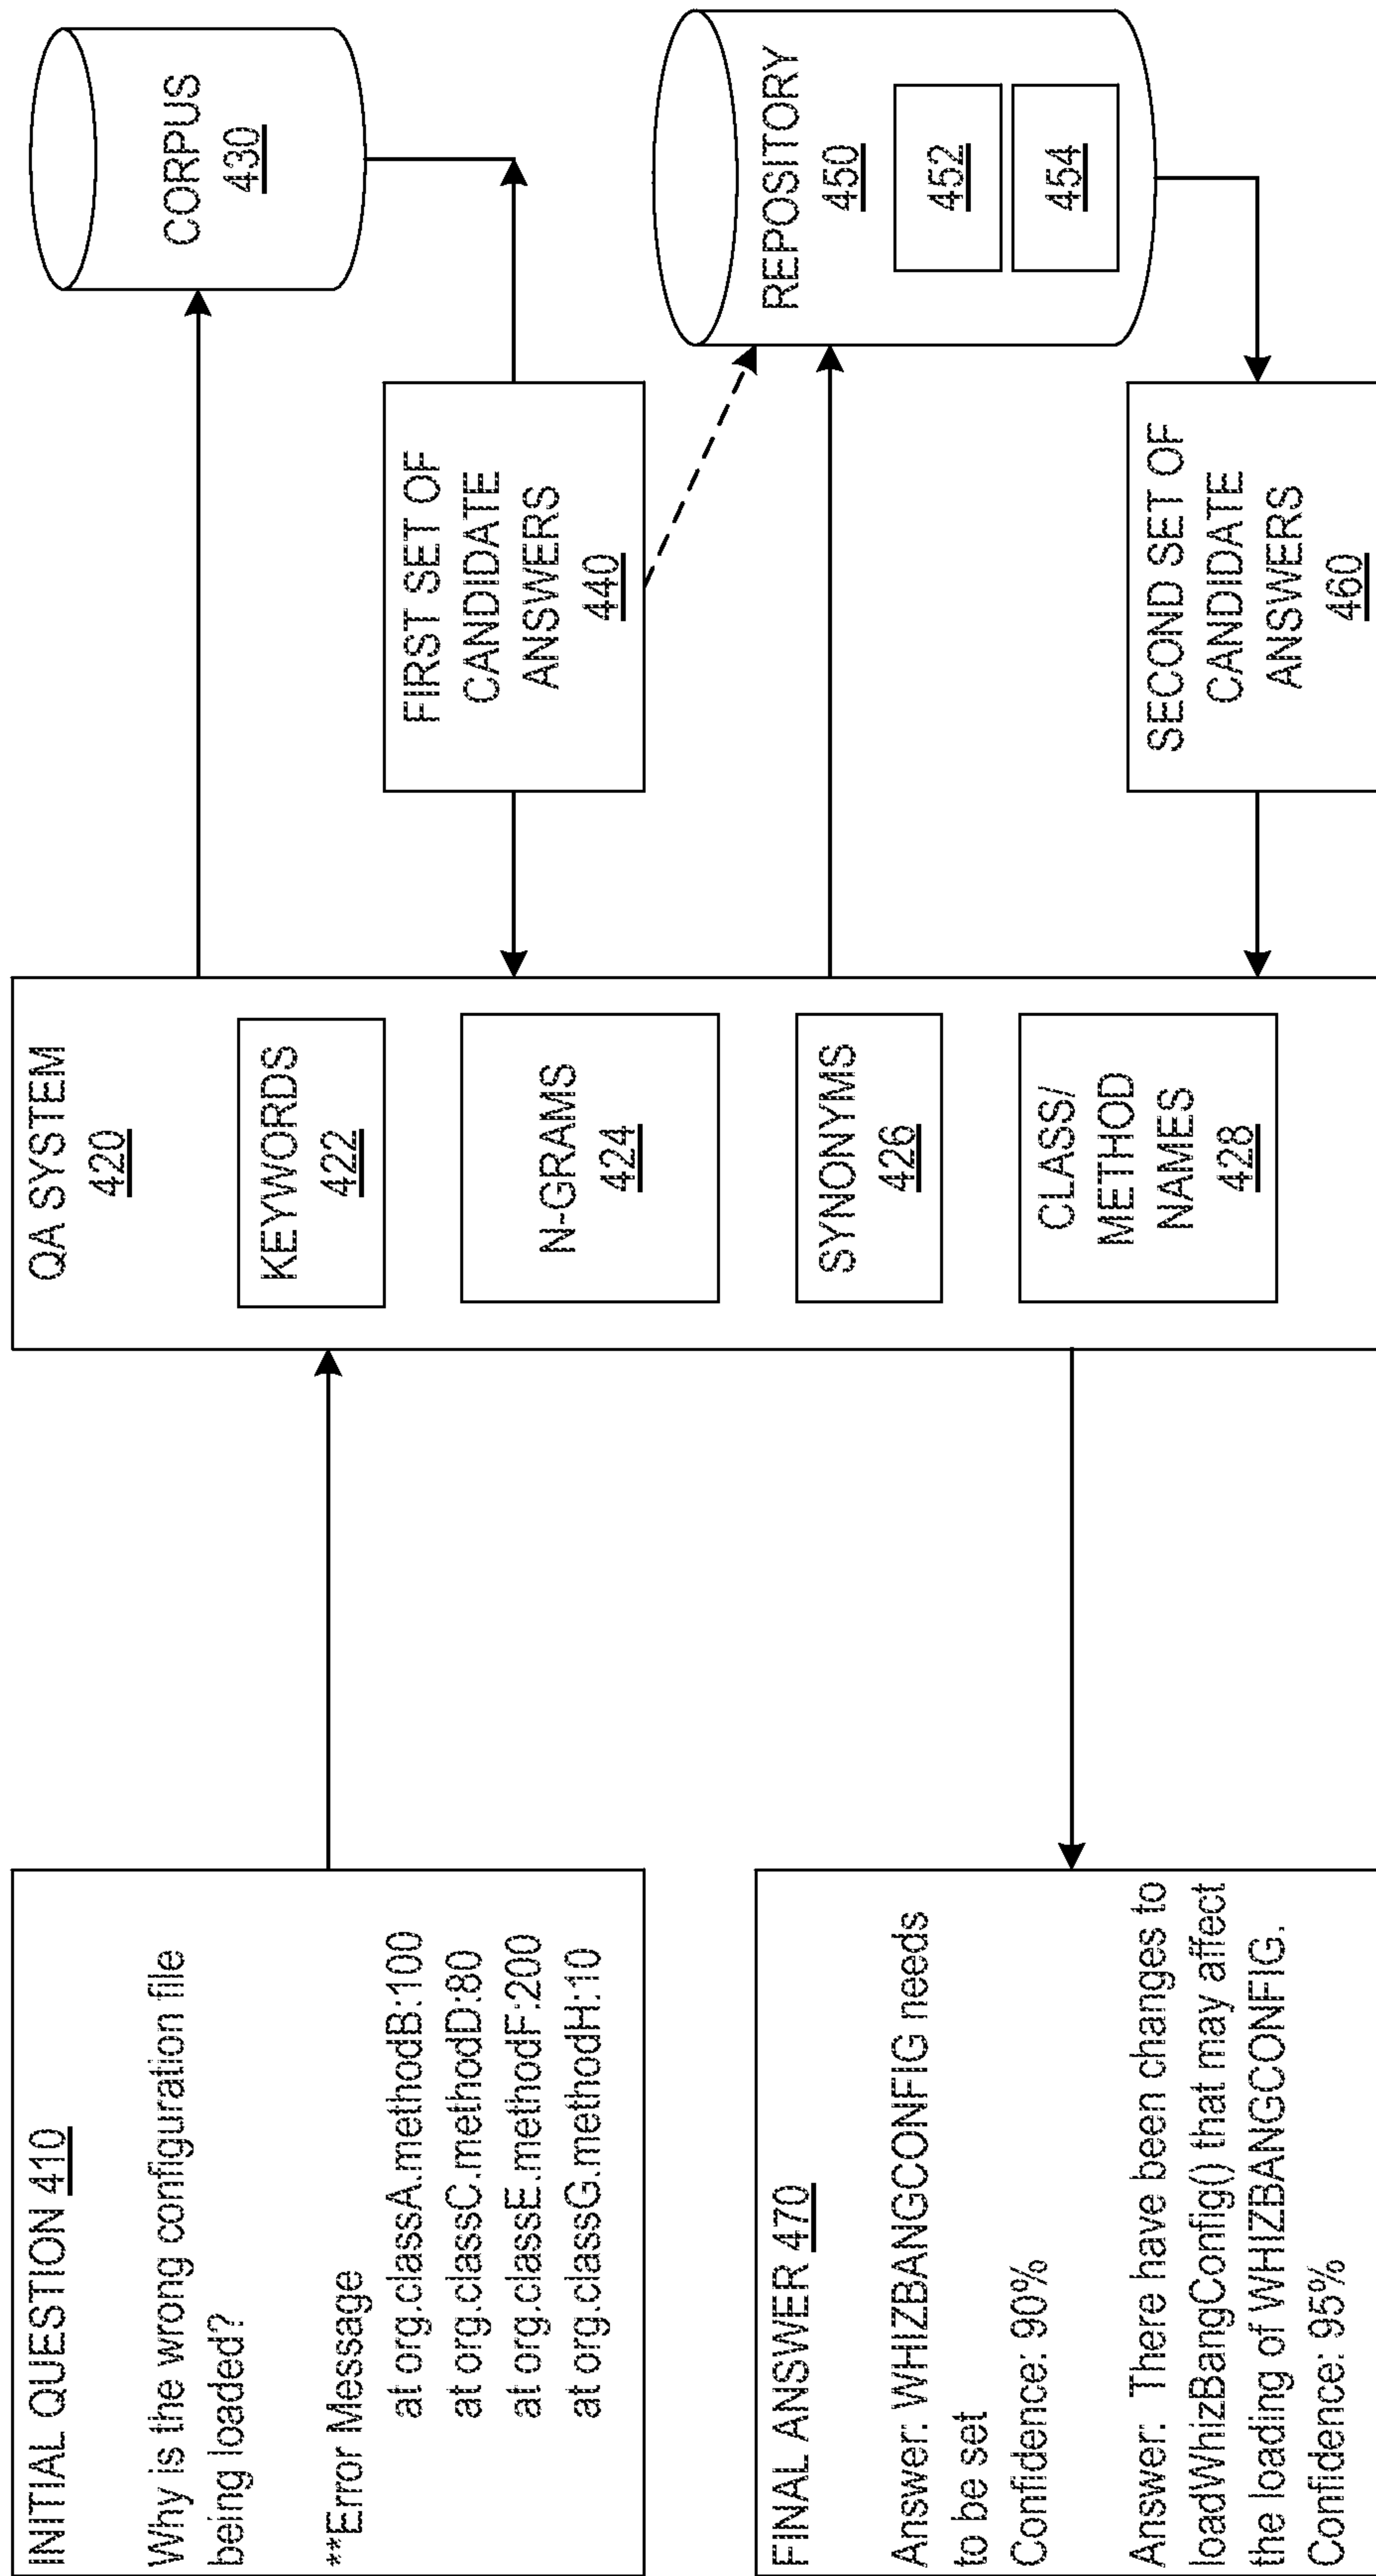 INITIAL QUESTION 410
Why is the wrong configuration file
being loaded?
**Error Message
at org.classA.methodB:100
at org.classC.methodD:80
at org.classE.methodF:200
at org.classG.methodH:10
FINAL ANSWER 470
Answer: WHIZBANGCONFIG needs
to be set
Confidence: 90%
Answer: There have been changes to
loadWhizBangConfig() that may affect
the loading of WHIZBANGCONFIG.
Confidence: 95%
QA SYSTEM
420
KEYWORDS
422
N-GRAMS
424
SYNONYMS
426
CLASS/
METHOD
NAMES
428
FIRST SET OF
CANDIDATE
ANSWERS
440
SECOND SET OF
CANDIDATE
ANSWERS
460
CORPUS
430
REPOSITORY
450
452
454